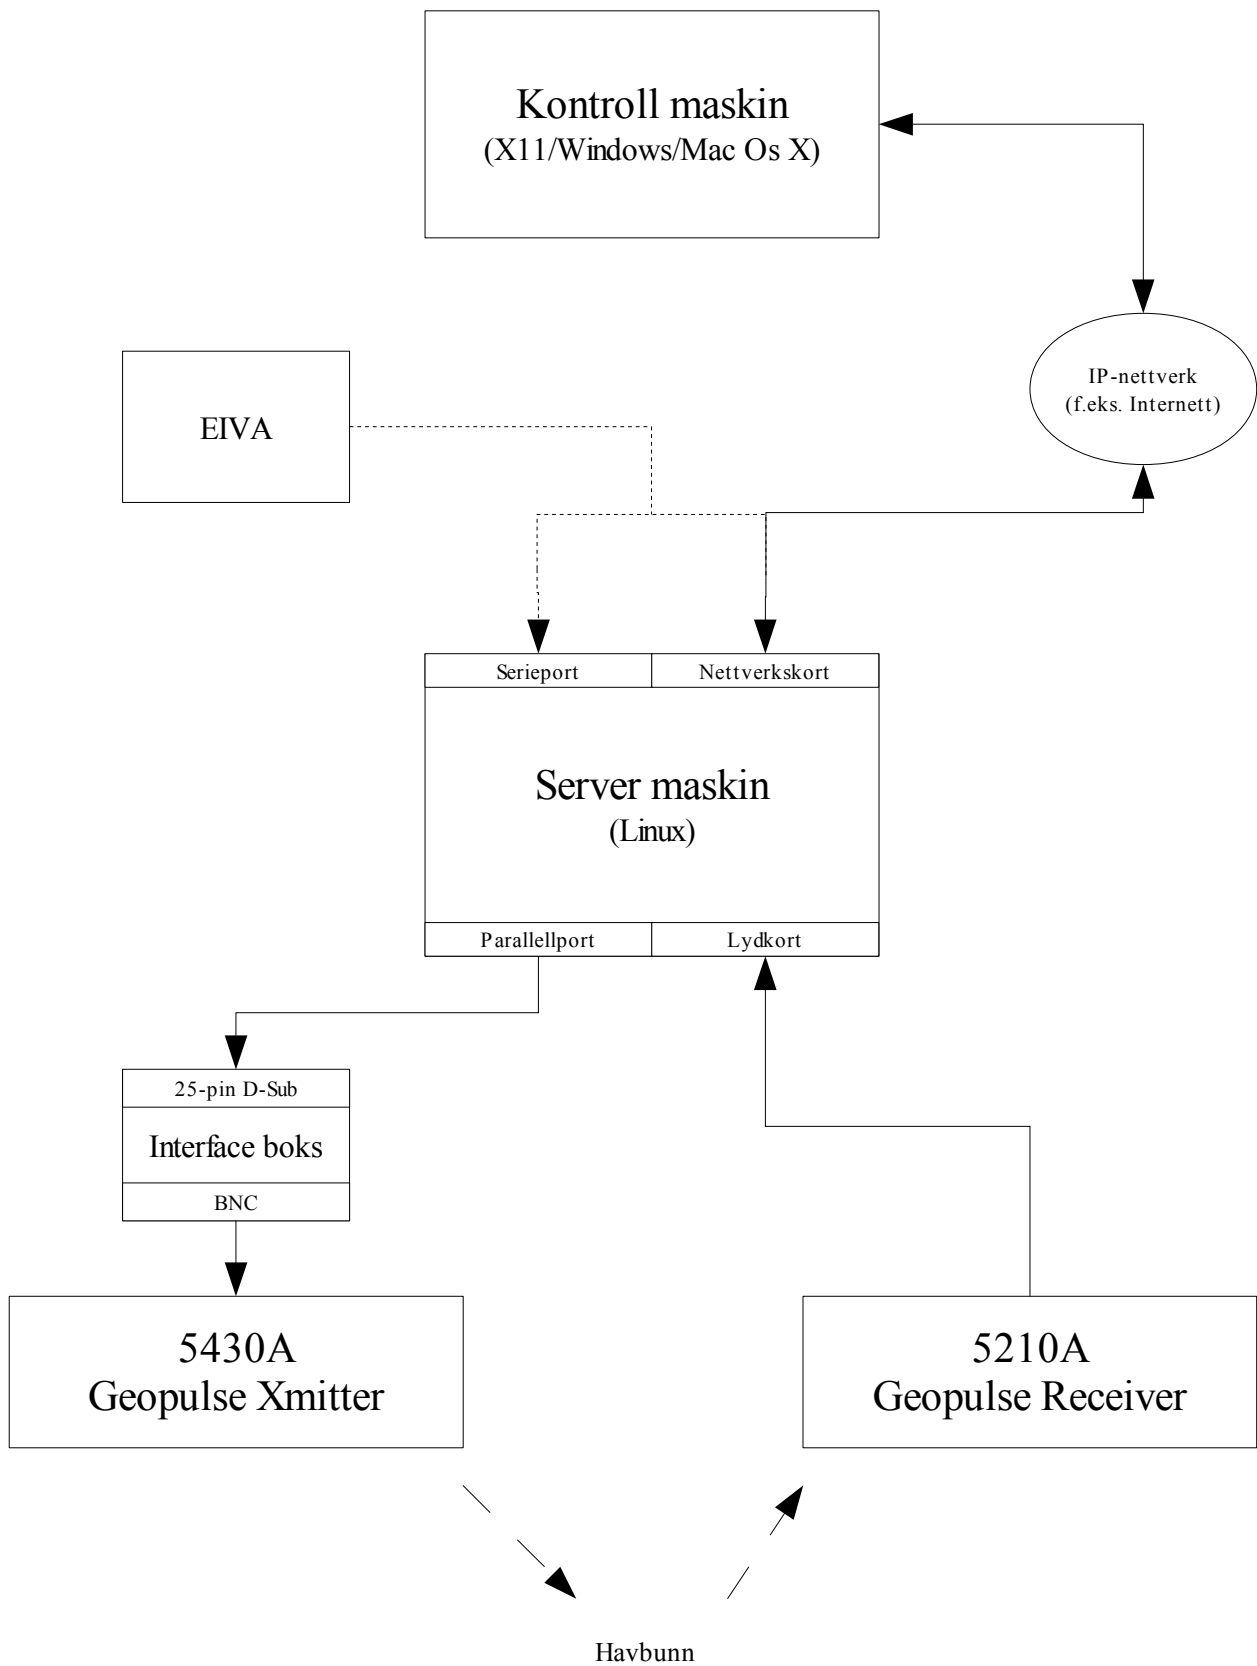 Kontroll maskin
(X11/Windows/Mac Os X)
IP-nettverk
(f.eks. Internett)
EIVA
Serieport
Nettverkskort
Server maskin
(Linux)
Parallellport
Lydkort
25-pin D-Sub
Interface boks
BNC
5430A
Geopulse Xmitter
5210A
Geopulse Receiver
Havbunn